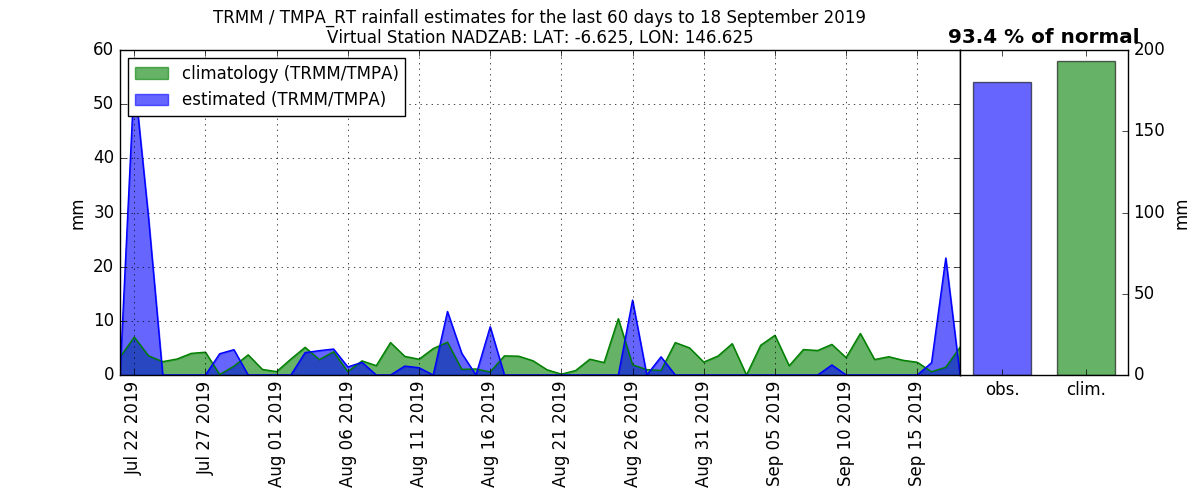 TRMM / TMPA_RT rainfall estimates for the last 60 days to 18 September 2019
Virtual Station NADZAB: LAT: -6.625, LON: 146.625
93.4 % of normal
climatology (TRMM/TMPA)
estimated (TRMM/TMPA)
60
50
40
30
20
10
0
mm
Jul 22 2019
Jul 27 2019
Aug 01 2019
Aug 06 2019
Aug 11 2019
Aug 16 2019
Aug 21 2019
Aug 26 2019
Aug 31 2019
Sep 05 2019
Sep 10 2019
Sep 15 2019
200
150
100
50
0
mm
obs.
clim.